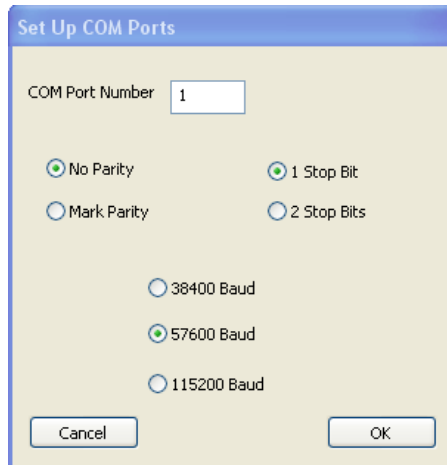 Set Up COM Ports
COM Port Number 1
No Parity 1 Stop Bit
Mark Parity 2 Stop Bits
38400 Baud
57600 Baud
115200 Baud
Cancel OK